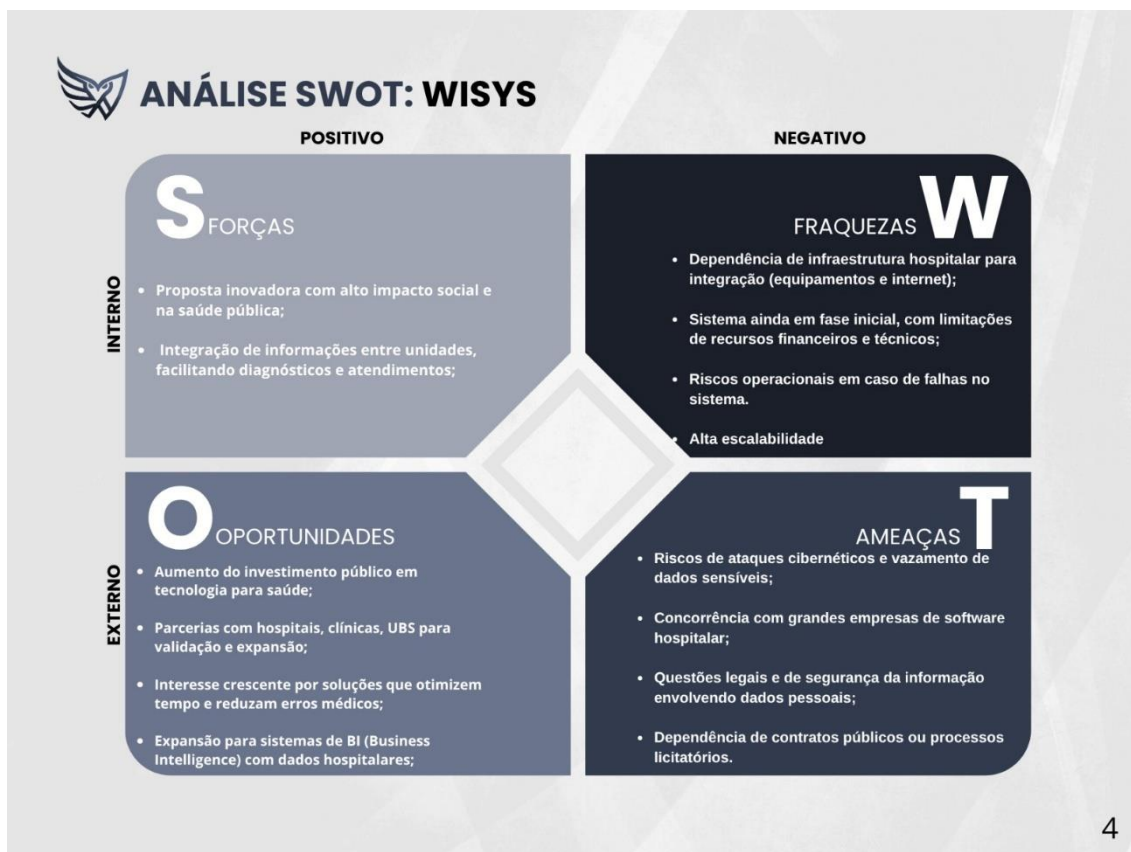 ANÁLISE SWOT: WISYS
POSITIVO
NEGATIVO
INTERNO
S FORÇAS
• Proposta inovadora com alto impacto social e
na saúde pública;
• Integração de informações entre unidades,
facilitando diagnósticos e atendimentos;
FRAQUEZAS W
• Dependência de infraestrutura hospitalar para
integração (equipamentos e internet);
• Sistema ainda em fase inicial, com limitações
de recursos financeiros e técnicos;
• Riscos operacionais em caso de falhas no
sistema.
• Alta escalabilidade
EXTERNO
O OPORTUNIDADES
• Aumento do investimento público em
tecnologia para saúde;
• Parcerias com hospitais, clínicas, UBS para
validação e expansão;
• Interesse crescente por soluções que otimizem
tempo e reduzam erros médicos;
• Expansão para sistemas de BI (Business
Intelligence) com dados hospitalares;
AMEAÇAS T
• Riscos de ataques cibernéticos e vazamento de
dados sensíveis;
• Concorrência com grandes empresas de software
hospitalar;
• Questões legais e de segurança da informação
envolvendo dados pessoais;
• Dependência de contratos públicos ou processos
licitatórios.
4